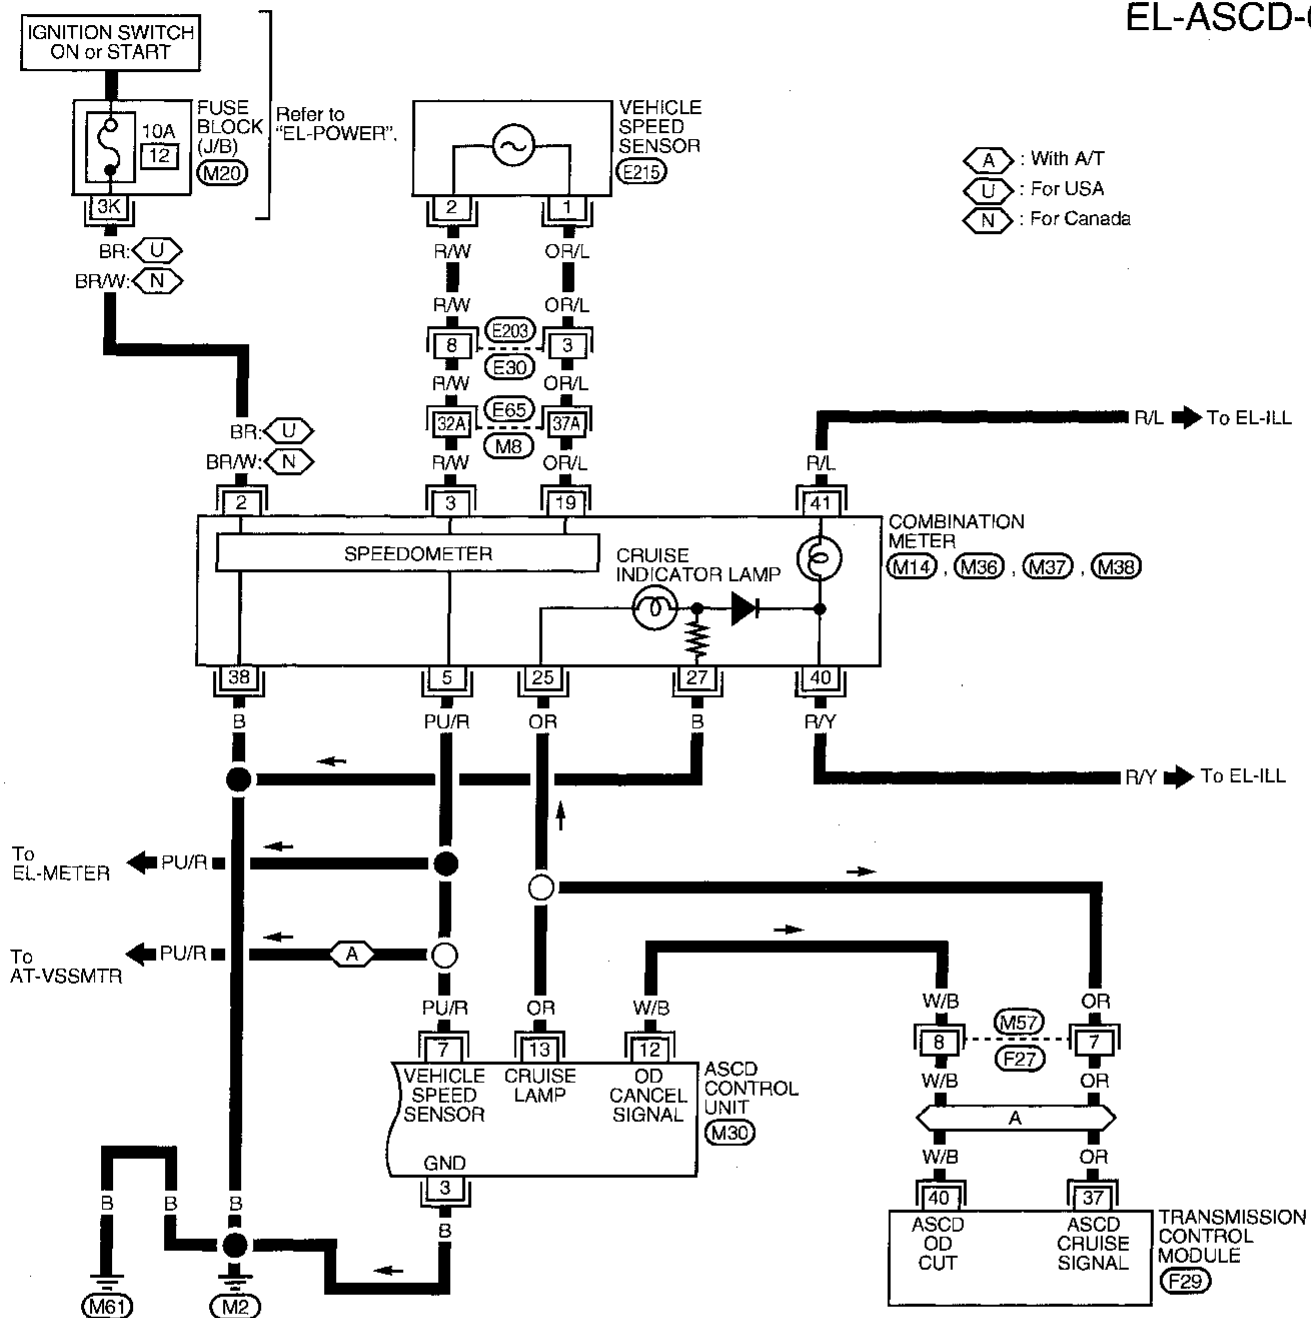 EL-ASCD-
IGNITION SWITCH
ON or START
FUSE
BLOCK
(J/B)
M20
10A
12
3K
Refer to
"EL-POWER".
VEHICLE
SPEED
SENSOR
E215
2
1
A : With A/T
U : For USA
N : For Canada
BR: U
BR/W: N
R/W
OR/L
R/W
OR/L
8
E203
E30
3
R/W
OR/L
32A
E65
M8
37A
R/W
OR/L
BR: U
BR/W: N
R/L To EL-ILL
R/L
2
3
19
41
SPEEDOMETER
CRUISE
INDICATOR LAMP
COMBINATION
METER
M14 , M36 , M37 , M38
38
5
25
27
40
B
PU/R
OR
B
R/Y
R/Y To EL-ILL
To
EL-METER
PU/R
To
AT-VSSMTR
PU/R
A
PU/R
OR
W/B
7
13
12
VEHICLE
SPEED
SENSOR
CRUISE
LAMP
OD
CANCEL
SIGNAL
ASCD
CONTROL
UNIT
M30
GND
3
B
W/B
OR
8
M57
F27
7
W/B
OR
A
W/B
OR
40
37
ASCD
OD
CUT
ASCD
CRUISE
SIGNAL
TRANSMISSION
CONTROL
MODULE
F29
B
B
B
M61
M2